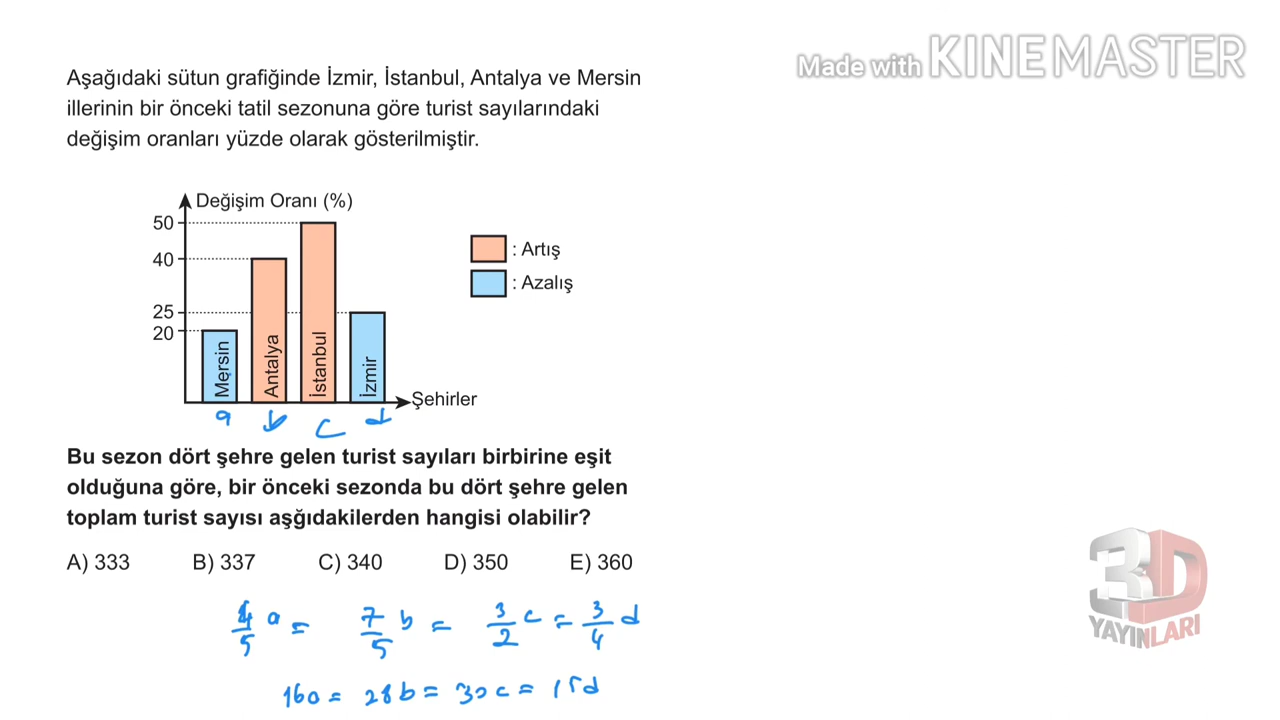 Made with KINEMASTER
Aşağıdaki sütun grafiğinde İzmir, İstanbul, Antalya ve Mersin
illerinin bir önceki tatil sezonuna göre turist sayılarındaki
değişim oranları yüzde olarak gösterilmiştir.
Değişim Oranı (%)
50
40
25
20
: Artış
: Azalış
Mersin
Antalya
İstanbul
İzmir
Şehirler
a b c d
Bu sezon dört şehre gelen turist sayıları birbirine eşit
olduğuna göre, bir önceki sezonda bu dört şehre gelen
toplam turist sayısı aşğıdakilerden hangisi olabilir?
A) 333 B) 337 C) 340 D) 350 E) 360
4/5 a = 7/5 b = 3/2 c = 3/4 d
16a = 28b = 30c = 15d
3D
YAYINLARI